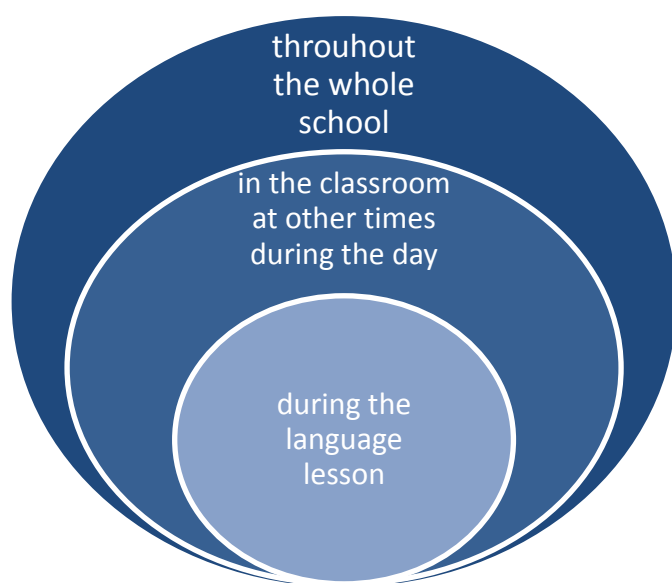 throuhout
the whole
school
in the classroom
at other times
during the day
during the
language
lesson